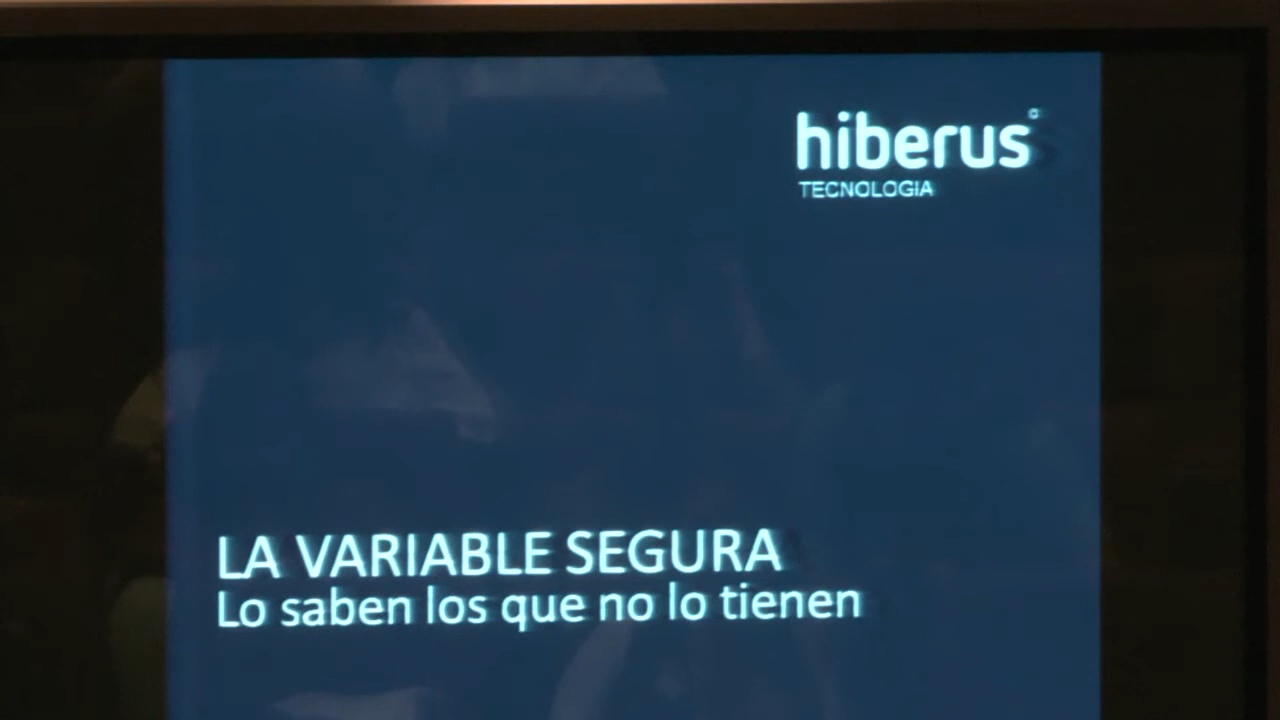 hiberus
TECNOLOGIA
LA VARIABLE SEGURA
Lo saben los que no lo tienen